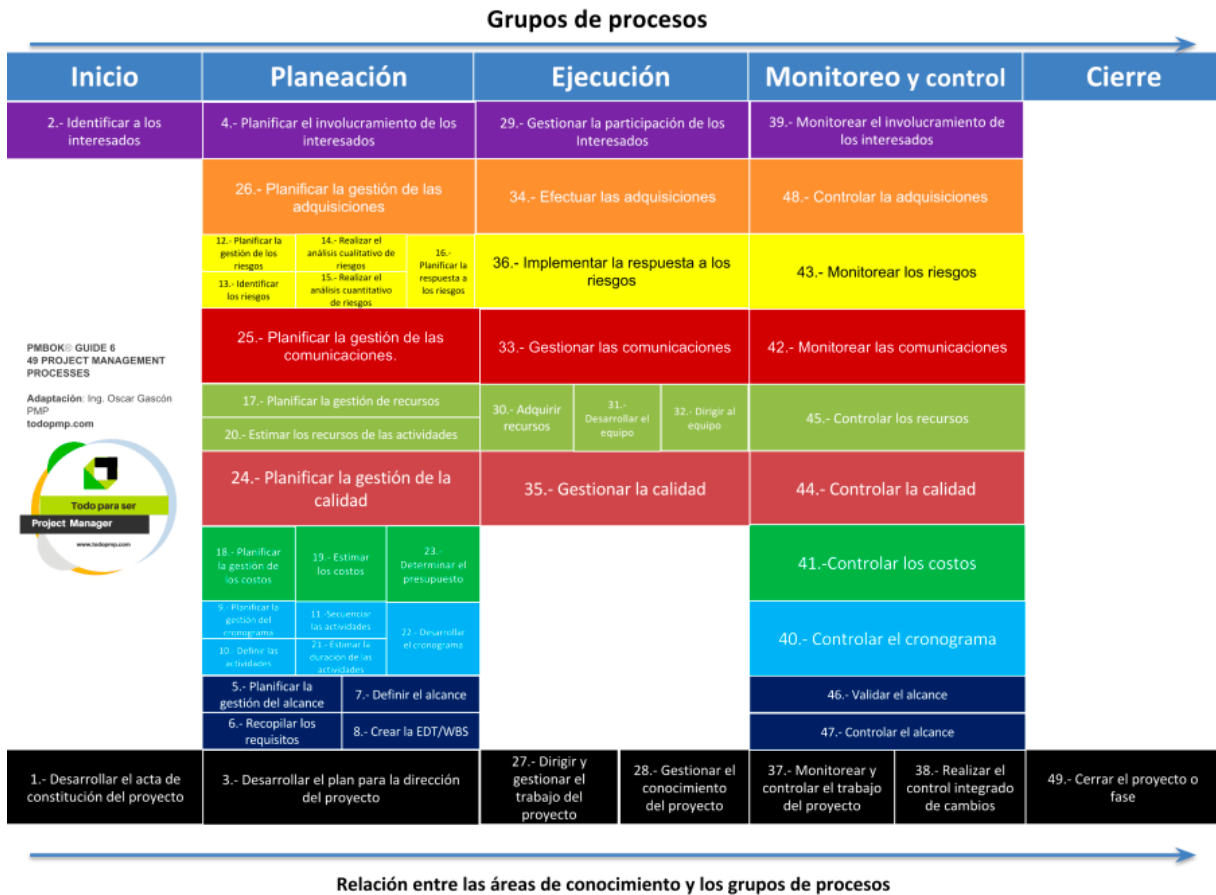 Grupos de procesos
Inicio
Planeación
Ejecución
Monitoreo y control
Cierre
2.- Identificar a los
interesados
4.- Planificar el involucramiento de los
interesados
29.- Gestionar la participación de los
Interesados
39.- Monitorear el involucramiento de
los interesados
26.- Planificar la gestión de las
adquisiciones
34.- Efectuar las adquisiciones
48.- Controlar la adquisiciones
12.- Planificar la
gestión de los
riesgos
14.- Realizar el
análisis cualitativo de
riesgos
16.-
Planificar la
respuesta a
los riesgos
13.- Identificar
los riesgos
15.- Realizar el
análisis cuantitativo
de riesgos
36.- Implementar la respuesta a los
riesgos
43.- Monitorear los riesgos
PMBOK® GUIDE 6
49 PROJECT MANAGEMENT
PROCESSES
Adaptación: Ing. Oscar Gascón
PMP
todopmp.com
Todo para ser
Project Manager
www.todopmp.com
25.- Planificar la gestión de las
comunicaciones.
33.- Gestionar las comunicaciones
42.- Monitorear las comunicaciones
17.- Planificar la gestión de recursos
20.- Estimar los recursos de las actividades
30.- Adquirir
recursos
31.-
Desarrollar el
equipo
32.- Dirigir al
equipo
45.- Controlar los recursos
24.- Planificar la gestión de la
calidad
35.- Gestionar la calidad
44.- Controlar la calidad
18.- Planificar
la gestión de
los costos
19.- Estimar
los costos
23.-
Determinar el
presupuesto
41.-Controlar los costos
9.- Planificar la
gestión del
cronograma
11.-Secuenciar
las actividades
22.- Desarrollar
el cronograma
10.- Definir las
actividades
21.- Estimar la
duración de las
actividades
40.- Controlar el cronograma
5.- Planificar la
gestión del alcance
7.- Definir el alcance
6.- Recopilar los
requisitos
8.- Crear la EDT/WBS
46.- Validar el alcance
47.- Controlar el alcance
1.- Desarrollar el acta de
constitución del proyecto
3.- Desarrollar el plan para la dirección
del proyecto
27.- Dirigir y
gestionar el
trabajo del
proyecto
28.- Gestionar el
conocimiento
del proyecto
37.- Monitorear y
controlar el trabajo
del proyecto
38.- Realizar el
control integrado
de cambios
49.- Cerrar el proyecto o
fase
Relación entre las áreas de conocimiento y los grupos de procesos